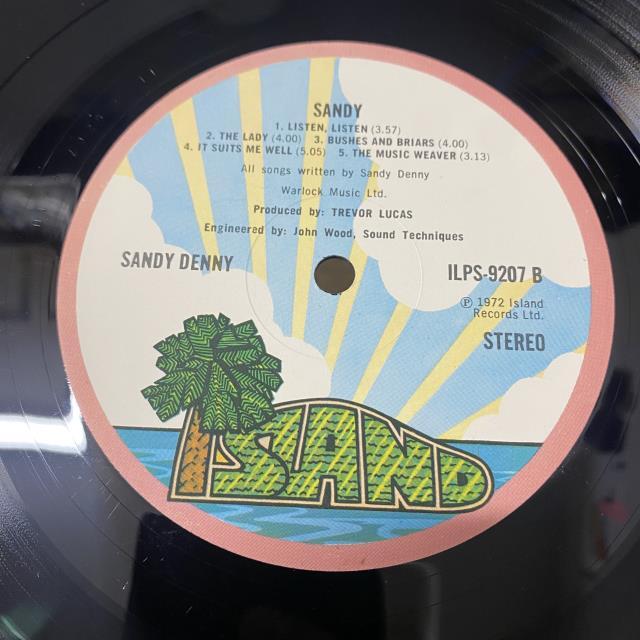 SANDY
1. LISTEN, LISTEN (3.57)
2. THE LADY (4.00) 3. BUSHES AND BRIARS (4.00)
4. IT SUITS ME WELL (5.05) 5. THE MUSIC WEAVER (3.13)
All songs written by Sandy Denny
Warlock Music Ltd.
Produced by: TREVOR LUCAS
Engineered by: John Wood, Sound Techniques
SANDY DENNY
ILPS-9207 B
Ⓟ 1972 Island
Records Ltd.
STEREO
ISLAND